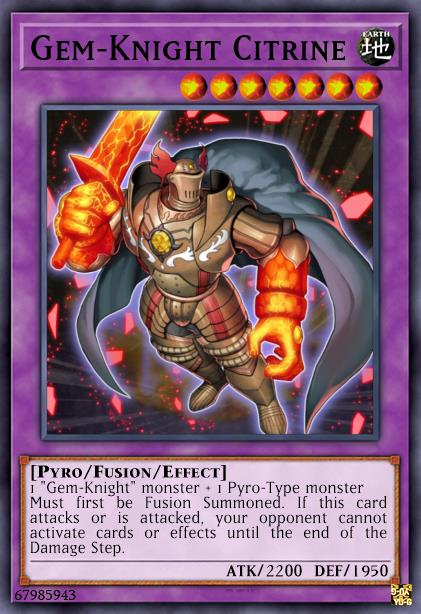 GEM-KNIGHT CITRINE
EARTH
地
[PYRO/FUSION/EFFECT]
1 "Gem-Knight" monster + 1 Pyro-Type monster
Must first be Fusion Summoned. If this card
attacks or is attacked, your opponent cannot
activate cards or effects until the end of the
Damage Step.
ATK/2200 DEF/1950
67985943